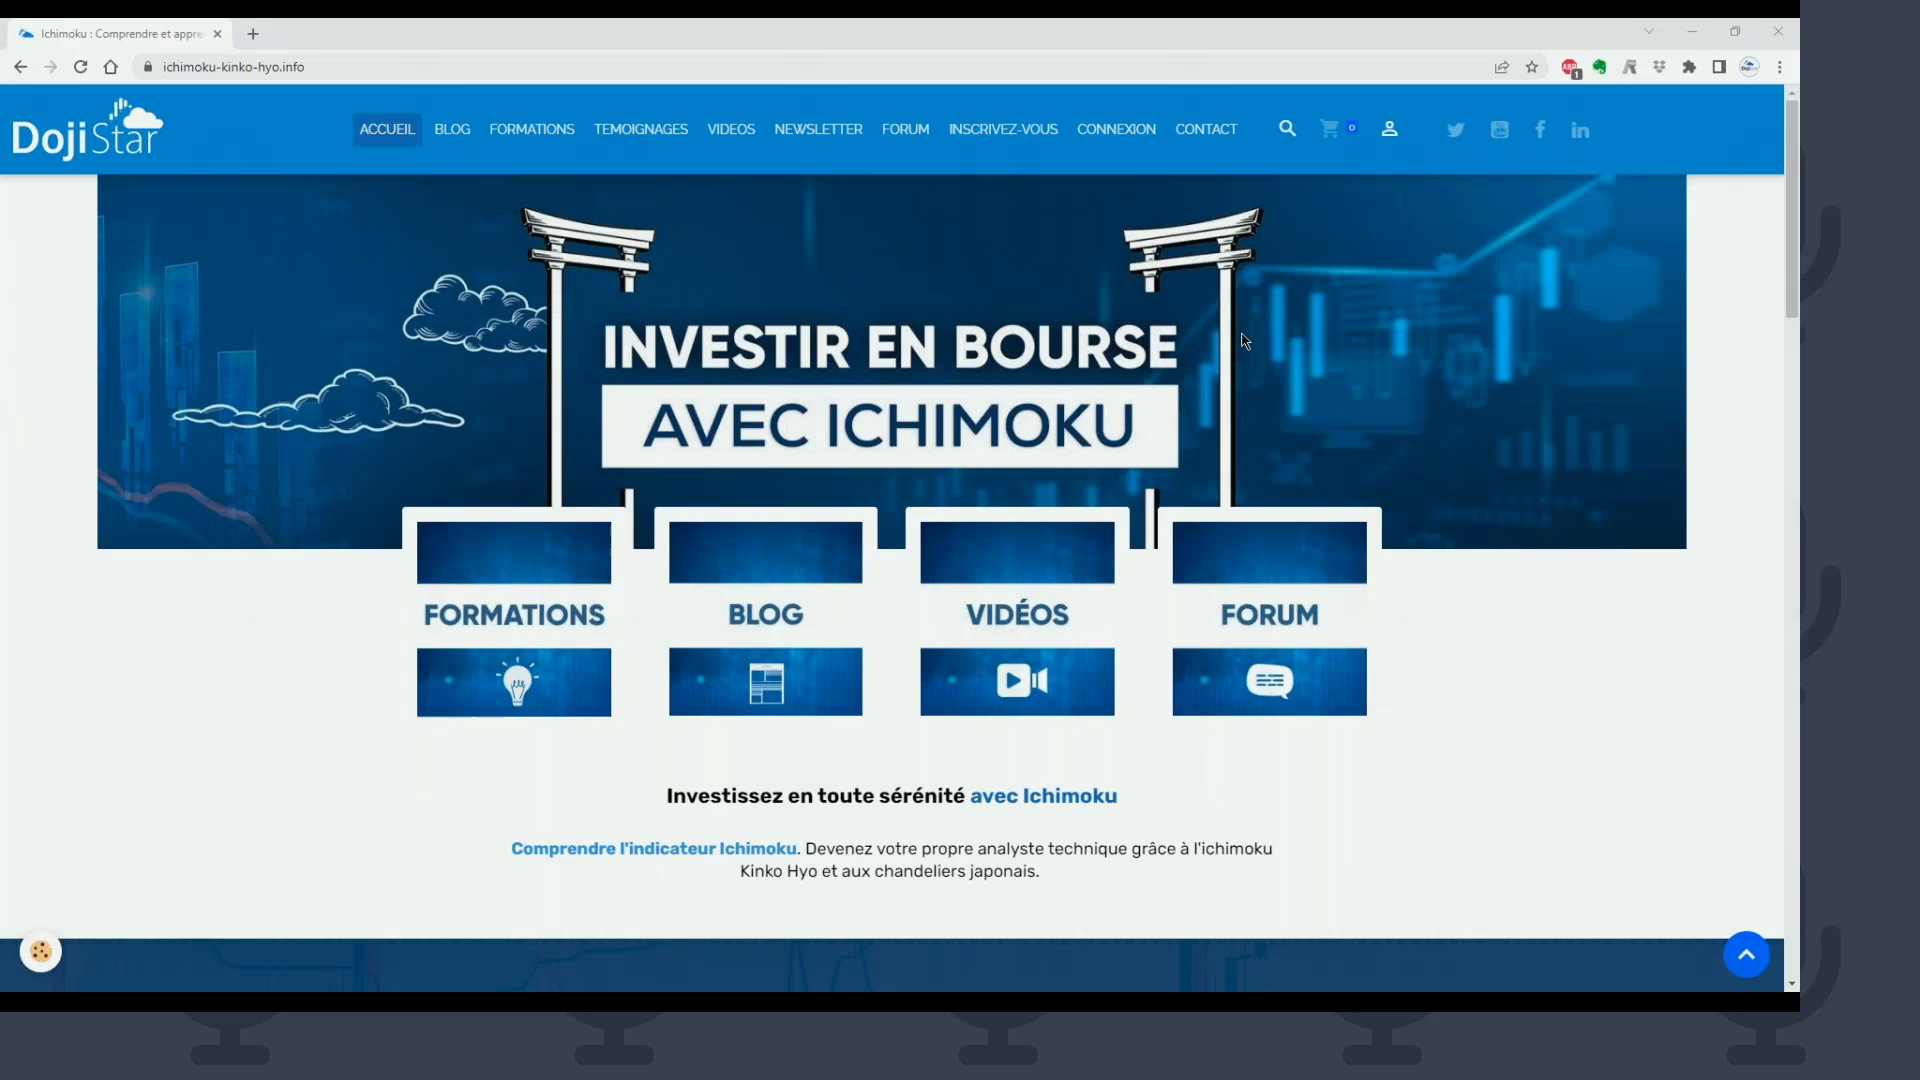 Ichimoku : Comprendre et appre
ichimoku-kinko-hyo.info
ABP
1
DojiStar
ACCUEIL BLOG FORMATIONS TEMOIGNAGES VIDEOS NEWSLETTER FORUM INSCRIVEZ-VOUS CONNEXION CONTACT
0
INVESTIR EN BOURSE
AVEC ICHIMOKU
FORMATIONS BLOG VIDÉOS FORUM
Investissez en toute sérénité avec Ichimoku
Comprendre l'indicateur Ichimoku. Devenez votre propre analyste technique grâce à l'ichimoku
Kinko Hyo et aux chandeliers japonais.